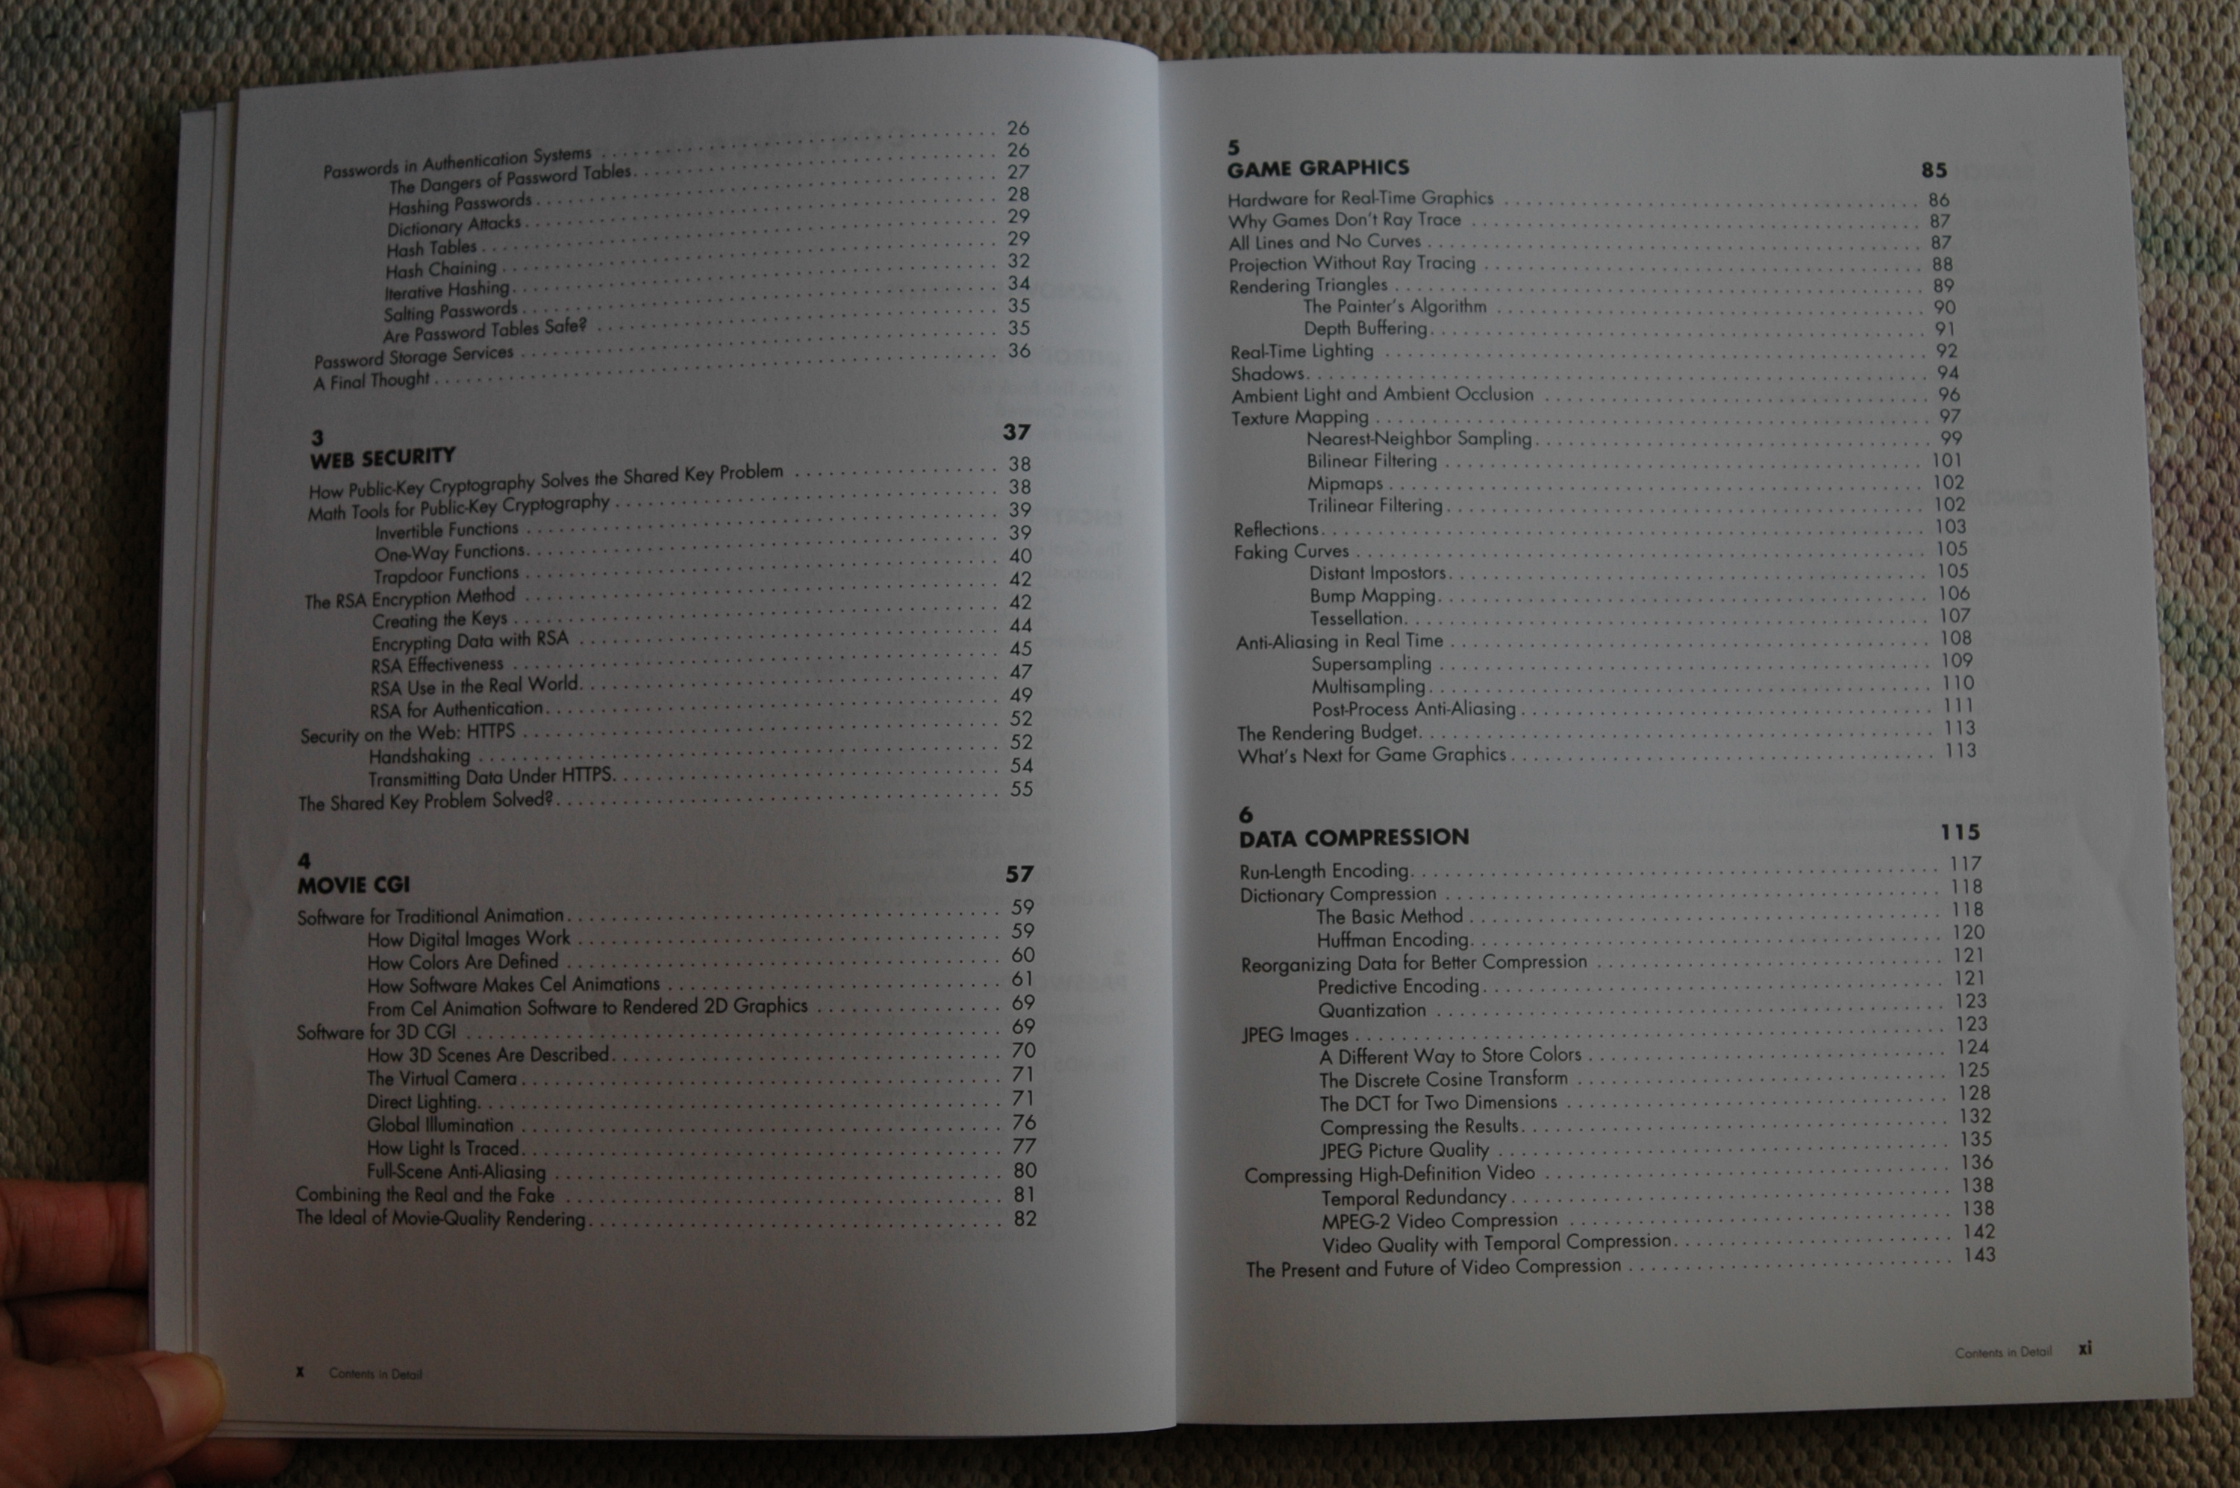 Passwords in Authentication Systems . . . . . 26
The Dangers of Password Tables . . . . . 26
Hashing Passwords . . . . . 27
Dictionary Attacks . . . . . 28
Hash Tables . . . . . 29
Hash Chaining . . . . . 29
Iterative Hashing . . . . . 32
Salting Passwords . . . . . 34
Are Password Tables Safe? . . . . . 35
Password Storage Services . . . . . 35
A Final Thought . . . . . 36
3
WEB SECURITY 37
How Public-Key Cryptography Solves the Shared Key Problem . . . . . 38
Math Tools for Public-Key Cryptography . . . . . 38
Invertible Functions . . . . . 39
One-Way Functions . . . . . 39
Trapdoor Functions . . . . . 40
The RSA Encryption Method . . . . . 42
Creating the Keys . . . . . 42
Encrypting Data with RSA . . . . . 44
RSA Effectiveness . . . . . 45
RSA Use in the Real World . . . . . 47
RSA for Authentication . . . . . 49
Security on the Web: HTTPS . . . . . 52
Handshaking . . . . . 52
Transmitting Data Under HTTPS . . . . . 54
The Shared Key Problem Solved? . . . . . 55
4
MOVIE CGI 57
Software for Traditional Animation . . . . . 59
How Digital Images Work . . . . . 59
How Colors Are Defined . . . . . 60
How Software Makes Cel Animations . . . . . 61
From Cel Animation Software to Rendered 2D Graphics . . . . . 69
Software for 3D CGI . . . . . 69
How 3D Scenes Are Described . . . . . 70
The Virtual Camera . . . . . 71
Direct Lighting . . . . . 71
Global Illumination . . . . . 76
How Light Is Traced . . . . . 77
Full-Scene Anti-Aliasing . . . . . 80
Combining the Real and the Fake . . . . . 81
The Ideal of Movie-Quality Rendering . . . . . 82
x Contents in Detail
5
GAME GRAPHICS 85
Hardware for Real-Time Graphics . . . . . 86
Why Games Don't Ray Trace . . . . . 87
All Lines and No Curves . . . . . 87
Projection Without Ray Tracing . . . . . 88
Rendering Triangles . . . . . 89
The Painter's Algorithm . . . . . 90
Depth Buffering . . . . . 91
Real-Time Lighting . . . . . 92
Shadows . . . . . 94
Ambient Light and Ambient Occlusion . . . . . 96
Texture Mapping . . . . . 97
Nearest-Neighbor Sampling . . . . . 99
Bilinear Filtering . . . . . 101
Mipmaps . . . . . 102
Trilinear Filtering . . . . . 102
Reflections . . . . . 103
Faking Curves . . . . . 105
Distant Impostors . . . . . 105
Bump Mapping . . . . . 106
Tessellation . . . . . 107
Anti-Aliasing in Real Time . . . . . 108
Supersampling . . . . . 109
Multisampling . . . . . 110
Post-Process Anti-Aliasing . . . . . 111
The Rendering Budget . . . . . 113
What's Next for Game Graphics . . . . . 113
6
DATA COMPRESSION 115
Run-Length Encoding . . . . . 117
Dictionary Compression . . . . . 118
The Basic Method . . . . . 118
Huffman Encoding . . . . . 120
Reorganizing Data for Better Compression . . . . . 121
Predictive Encoding . . . . . 121
Quantization . . . . . 123
JPEG Images . . . . . 123
A Different Way to Store Colors . . . . . 124
The Discrete Cosine Transform . . . . . 125
The DCT for Two Dimensions . . . . . 128
Compressing the Results . . . . . 132
JPEG Picture Quality . . . . . 135
Compressing High-Definition Video . . . . . 136
Temporal Redundancy . . . . . 138
MPEG-2 Video Compression . . . . . 138
Video Quality with Temporal Compression . . . . . 142
The Present and Future of Video Compression . . . . . 143
Contents in Detail xi